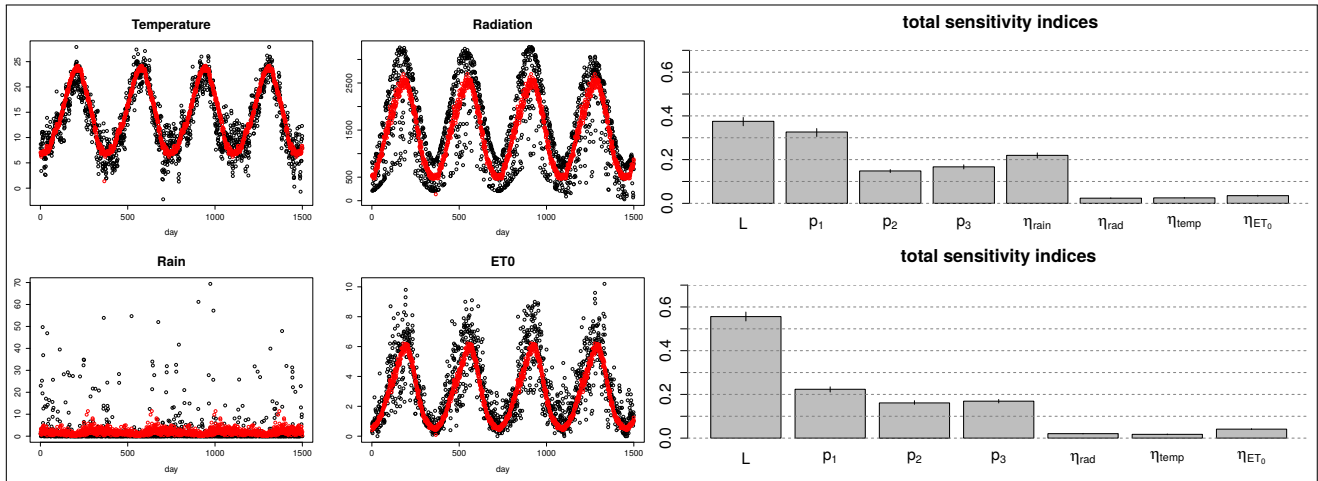 Temperature
0 5 10 15 20 25
0 500 1000 1500
day
Radiation
0 500 1500 2500
0 500 1000 1500
day
total sensitivity indices
0.0 0.2 0.4 0.6
L p₁ p₂ p₃ ηrain ηrad ηtemp ηET₀
Rain
0 10 20 30 40 50 60 70
0 500 1000 1500
day
ET0
0 2 4 6 8 10
0 500 1000 1500
day
total sensitivity indices
0.0 0.2 0.4 0.6
L p₁ p₂ p₃ ηrad ηtemp ηET₀